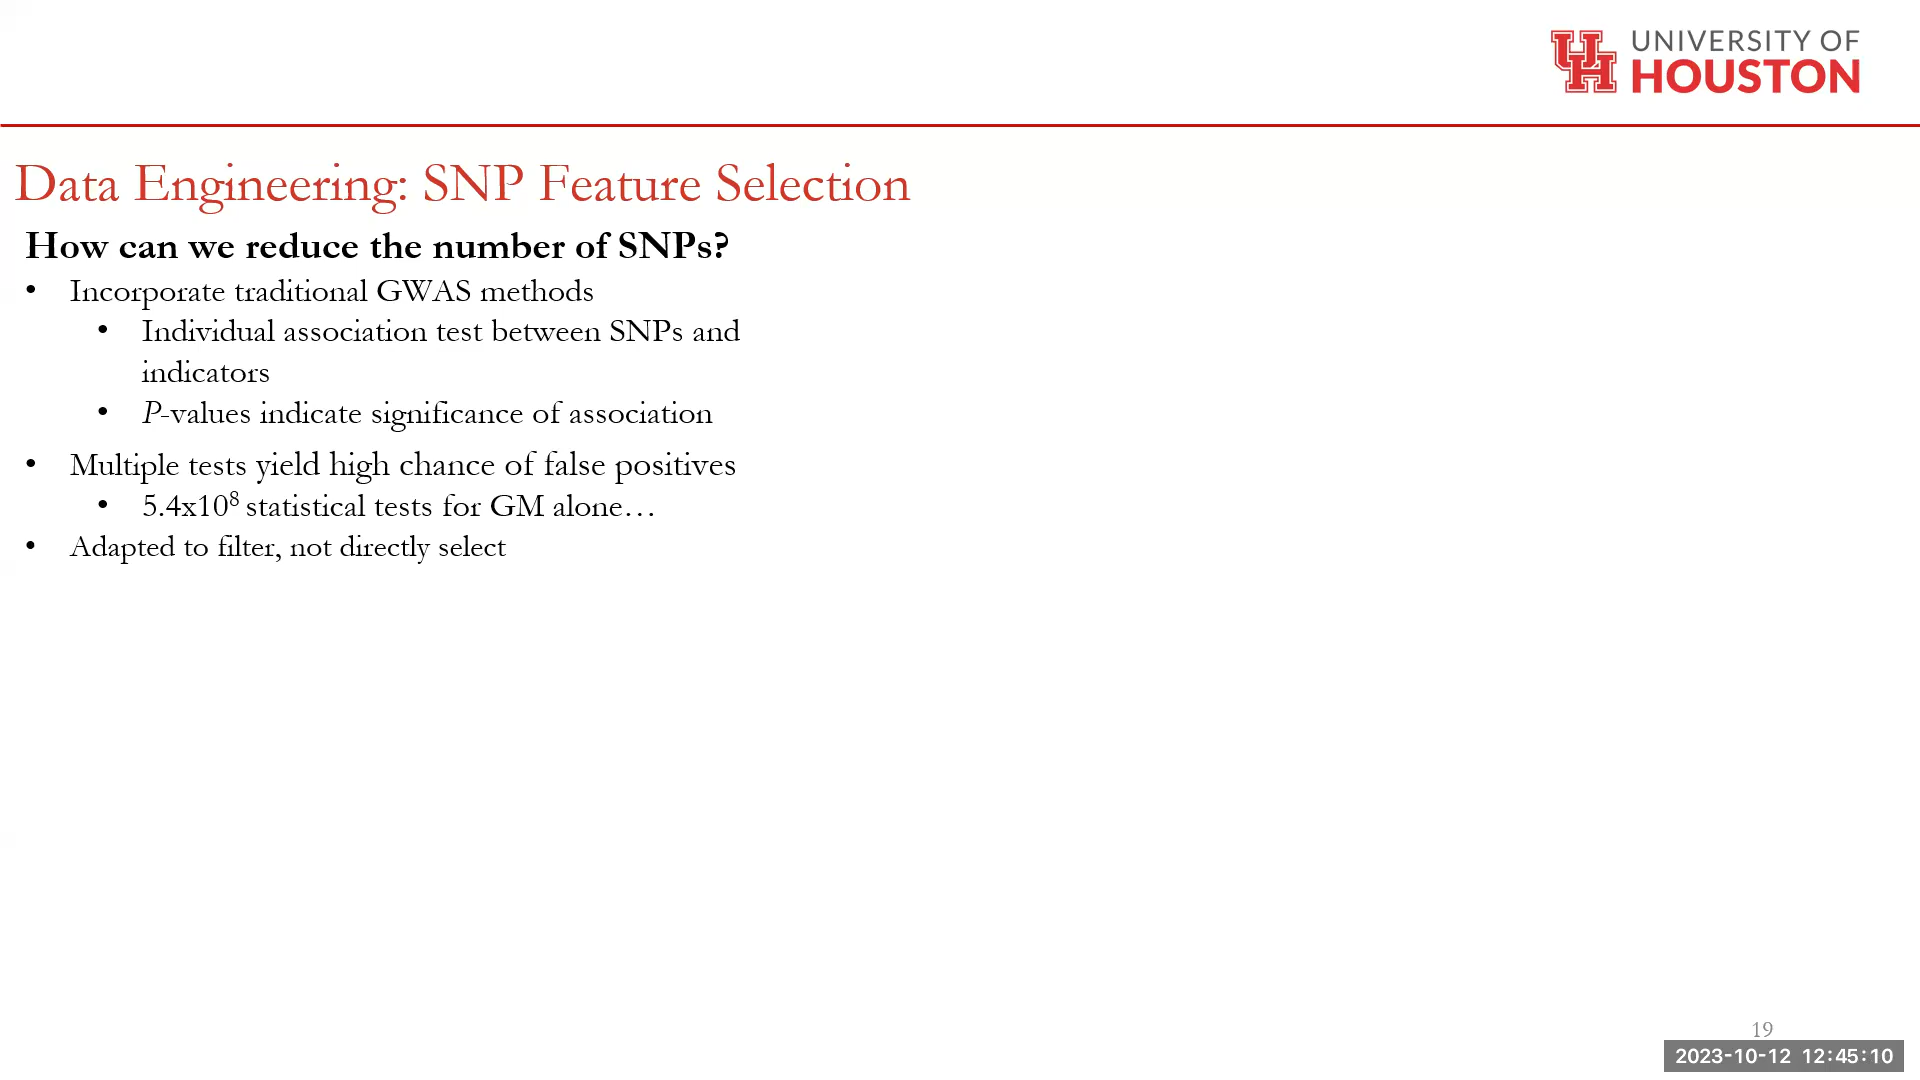 UNIVERSITY OF
HOUSTON
Data Engineering: SNP Feature Selection
How can we reduce the number of SNPs?
• Incorporate traditional GWAS methods
• Individual association test between SNPs and
indicators
• P-values indicate significance of association
• Multiple tests yield high chance of false positives
• 5.4x10⁸ statistical tests for GM alone…
• Adapted to filter, not directly select
19
2023-10-12 12:45:10